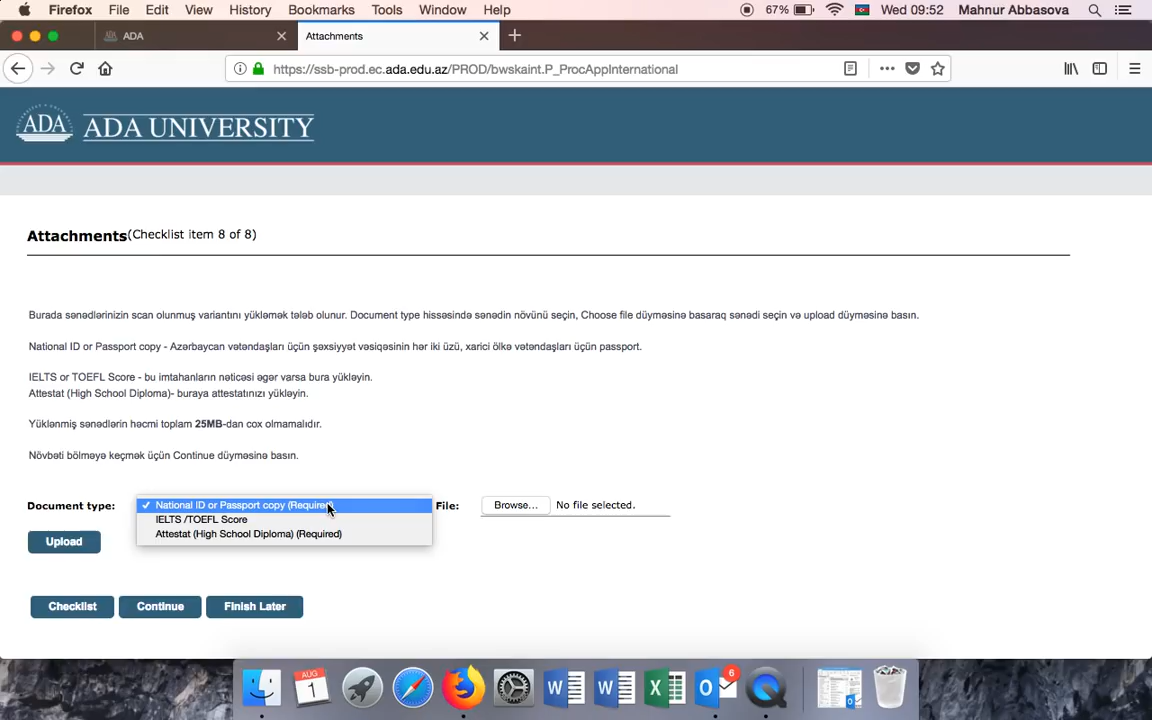 Firefox File Edit View History Bookmarks Tools Window Help 67% Wed 09:52 Mahnur Abbasova
ADA Attachments
https://ssb-prod.ec.ada.edu.az/PROD/bwskaint.P_ProcAppInternational
ADA ADA UNIVERSITY
Attachments(Checklist item 8 of 8)
Burada sənədlərinizin scan olunmuş variantını yükləmək tələb olunur. Document type hissəsində sənədin növünü seçin, Choose file düyməsinə basaraq sənədi seçin və upload düyməsinə basın.
National ID or Passport copy - Azərbaycan vətəndaşları üçün şəxsiyyət vəsiqəsinin hər iki üzü, xarici ölkə vətəndaşları üçün passport.
IELTS or TOEFL Score - bu imtahanların nəticəsi əgər varsa bura yükləyin.
Attestat (High School Diploma)- buraya attestatınızı yükləyin.
Yüklənmiş sənədlərin həcmi toplam 25MB-dan cox olmamalıdır.
Növbəti bölməyə keçmək üçün Continue düyməsinə basın.
Document type: ✓ National ID or Passport copy (Required) File: Browse... No file selected.
IELTS /TOEFL Score
Attestat (High School Diploma) (Required)
Upload
Checklist Continue Finish Later
AUG
1
6